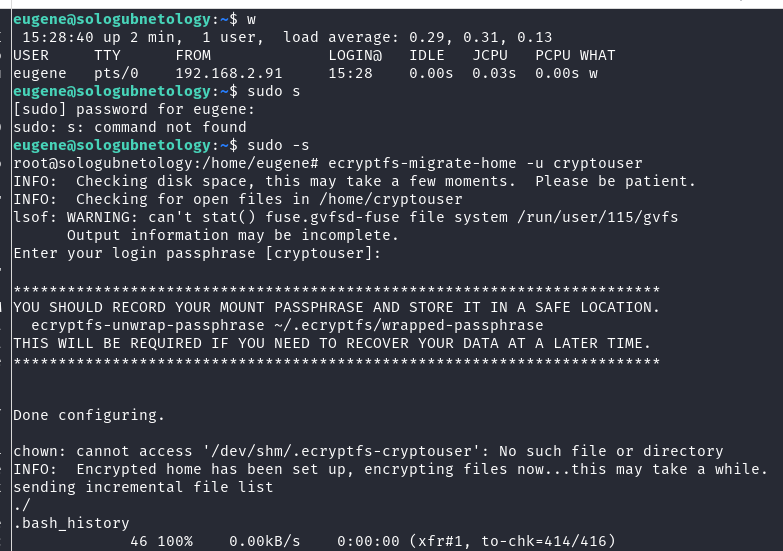 eugene@sologubnetology:~$ w
 15:28:40 up 2 min,  1 user,  load average: 0.29, 0.31, 0.13
USER     TTY      FROM             LOGIN@   IDLE   JCPU   PCPU WHAT
eugene   pts/0    192.168.2.91     15:28    0.00s  0.03s  0.00s w
eugene@sologubnetology:~$ sudo s
[sudo] password for eugene:
sudo: s: command not found
eugene@sologubnetology:~$ sudo -s
root@sologubnetology:/home/eugene# ecryptfs-migrate-home -u cryptouser
INFO:  Checking disk space, this may take a few moments.  Please be patient.
INFO:  Checking for open files in /home/cryptouser
lsof: WARNING: can't stat() fuse.gvfsd-fuse file system /run/user/115/gvfs
      Output information may be incomplete.
Enter your login passphrase [cryptouser]:
************************************************************************
YOU SHOULD RECORD YOUR MOUNT PASSPHRASE AND STORE IT IN A SAFE LOCATION.
  ecryptfs-unwrap-passphrase ~/.ecryptfs/wrapped-passphrase
THIS WILL BE REQUIRED IF YOU NEED TO RECOVER YOUR DATA AT A LATER TIME.
************************************************************************
Done configuring.
chown: cannot access '/dev/shm/.ecryptfs-cryptouser': No such file or directory
INFO:  Encrypted home has been set up, encrypting files now...this may take a while.
sending incremental file list
./
.bash_history
             46 100%    0.00kB/s    0:00:00 (xfr#1, to-chk=414/416)